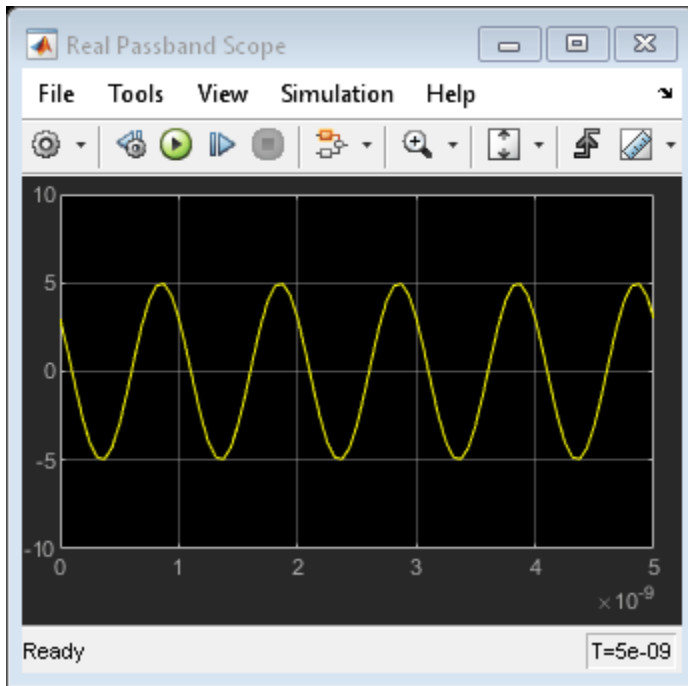 Real Passband Scope
File Tools View Simulation Help
10
5
0
-5
-10
0 1 2 3 4 5
×10-9
Ready T=5e-09